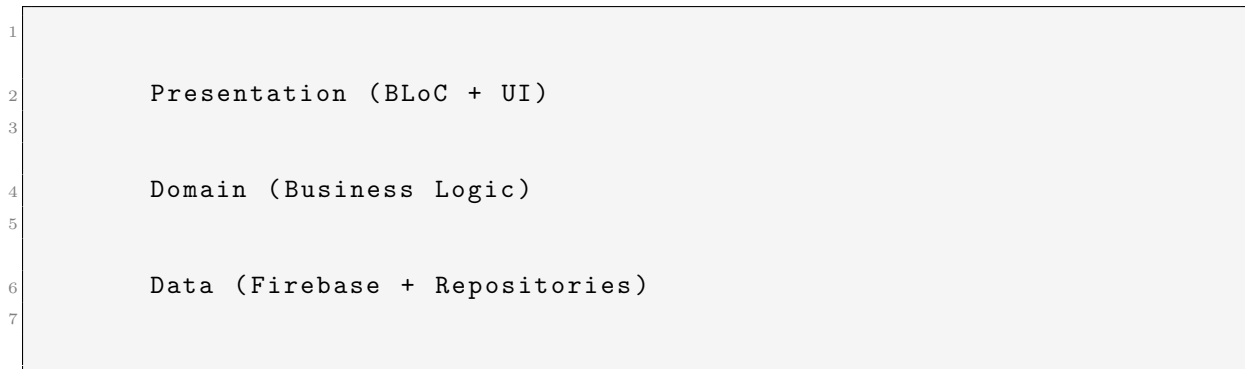 1
2 Presentation (BLoC + UI)
3
4 Domain (Business Logic)
5
6 Data (Firebase + Repositories)
7